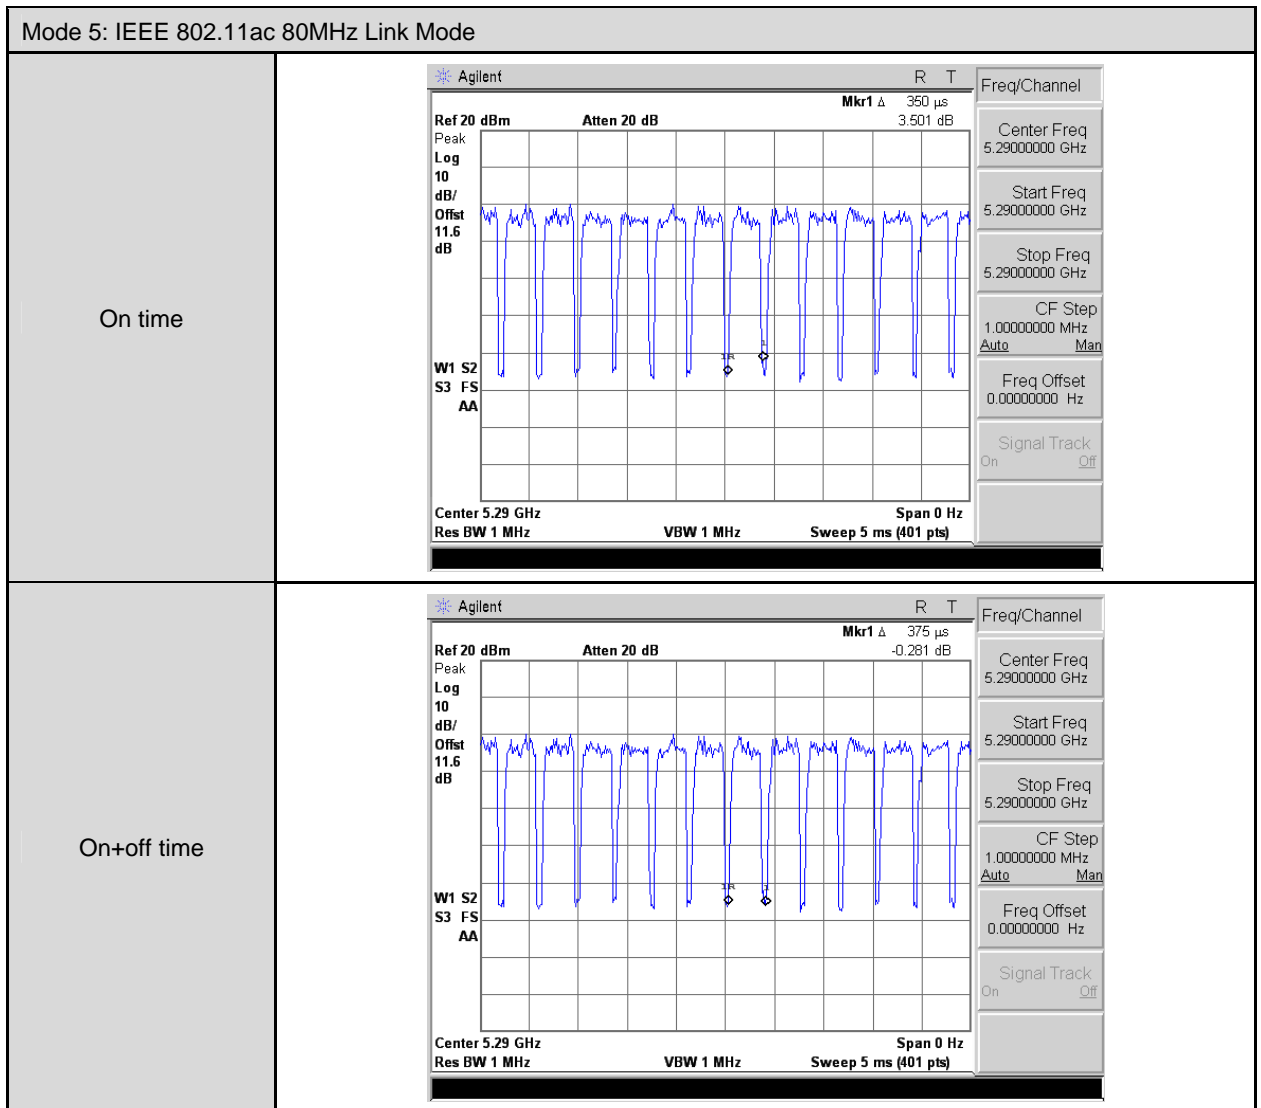 Mode 5: IEEE 802.11ac 80MHz Link Mode
On time
Agilent R T
Mkr1 Δ 350 µs
Ref 20 dBm Atten 20 dB 3.501 dB
Peak
Log
10
dB/
Offst
11.6
dB
1R
1
W1 S2
S3 FS
AA
Center 5.29 GHz Span 0 Hz
Res BW 1 MHz VBW 1 MHz Sweep 5 ms (401 pts)
Freq/Channel
Center Freq
5.29000000 GHz
Start Freq
5.29000000 GHz
Stop Freq
5.29000000 GHz
CF Step
1.00000000 MHz
Auto Man
Freq Offset
0.00000000 Hz
Signal Track
On Off
On+off time
Agilent R T
Mkr1 Δ 375 µs
Ref 20 dBm Atten 20 dB -0.281 dB
Peak
Log
10
dB/
Offst
11.6
dB
1R
1
W1 S2
S3 FS
AA
Center 5.29 GHz Span 0 Hz
Res BW 1 MHz VBW 1 MHz Sweep 5 ms (401 pts)
Freq/Channel
Center Freq
5.29000000 GHz
Start Freq
5.29000000 GHz
Stop Freq
5.29000000 GHz
CF Step
1.00000000 MHz
Auto Man
Freq Offset
0.00000000 Hz
Signal Track
On Off